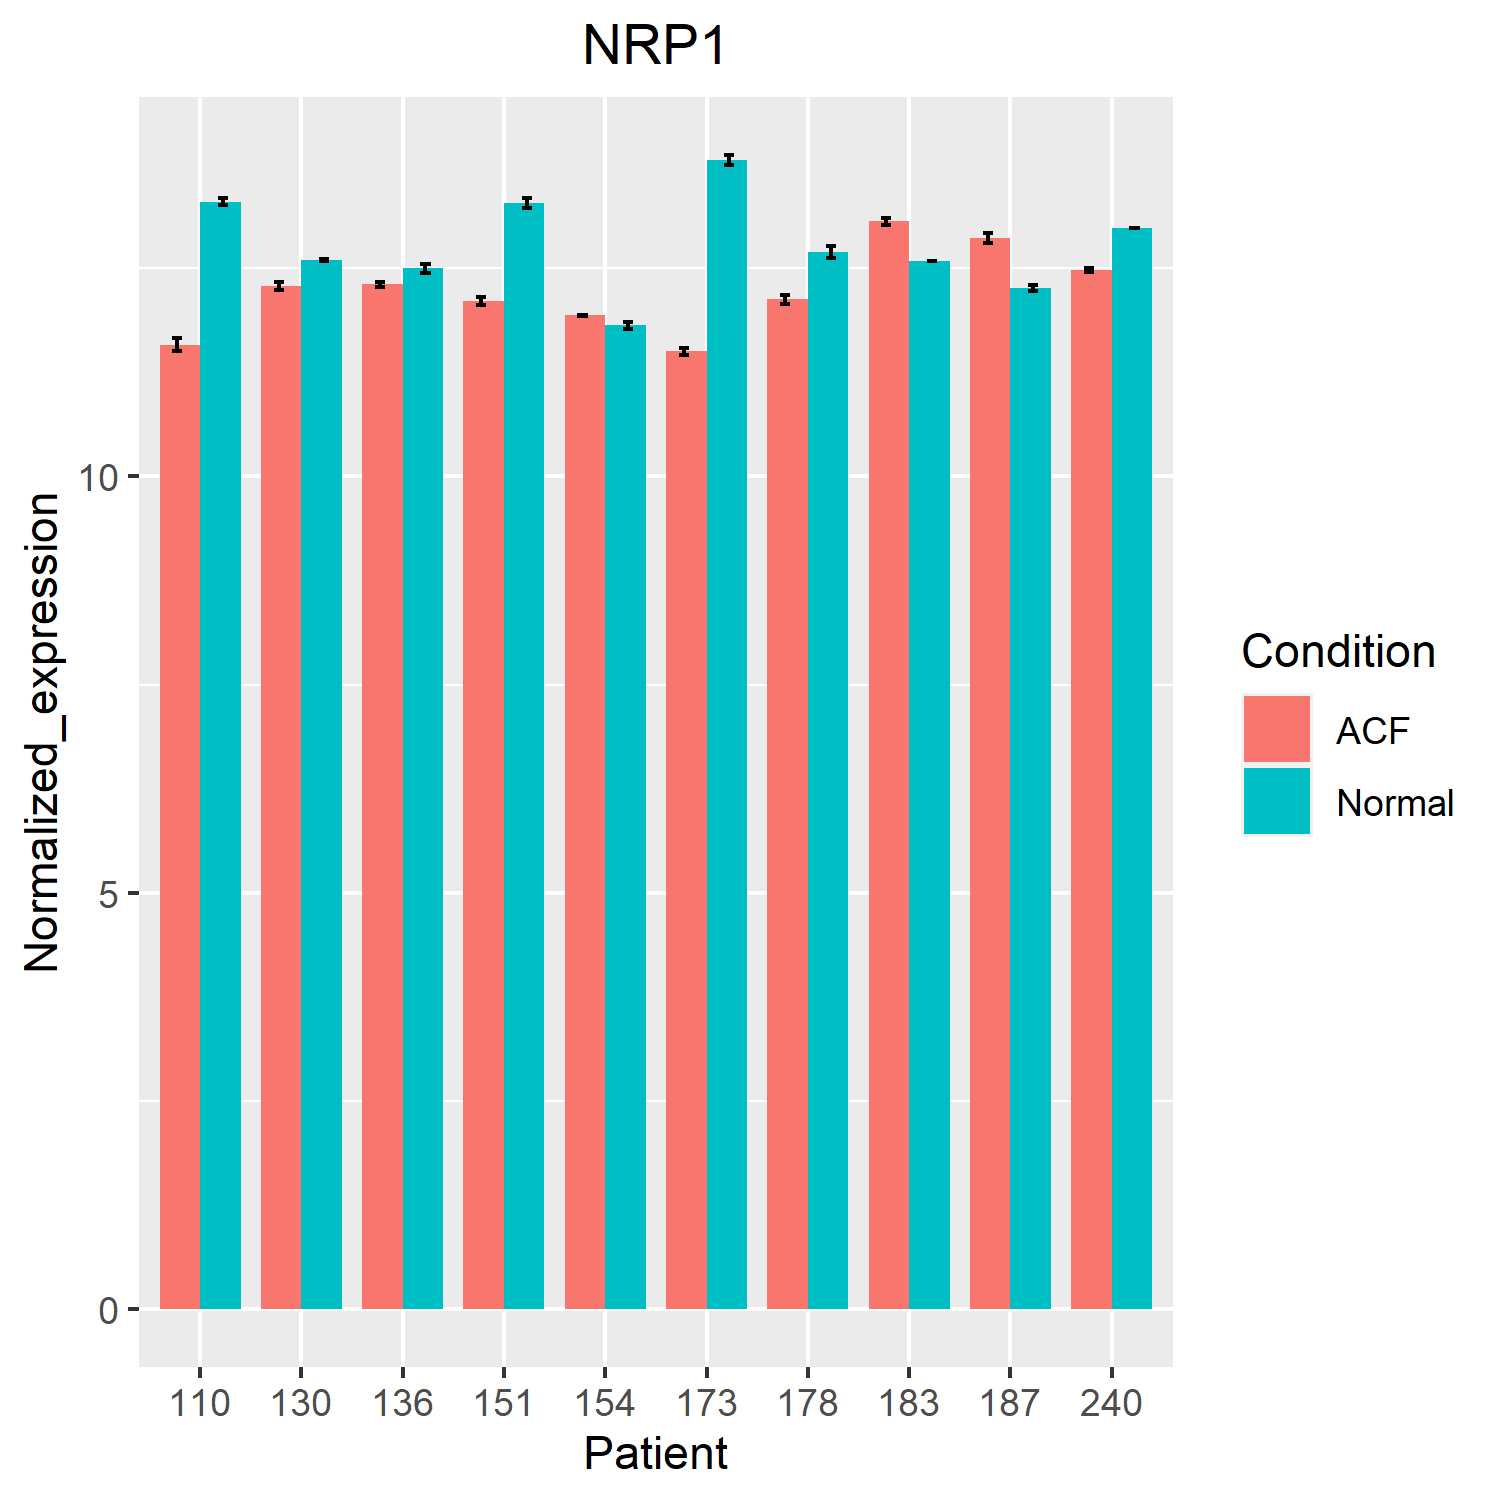 NRP1
Normalized_expression
10
5
0
110 130 136 151 154 173 178 183 187 240
Patient
Condition
ACF
Normal